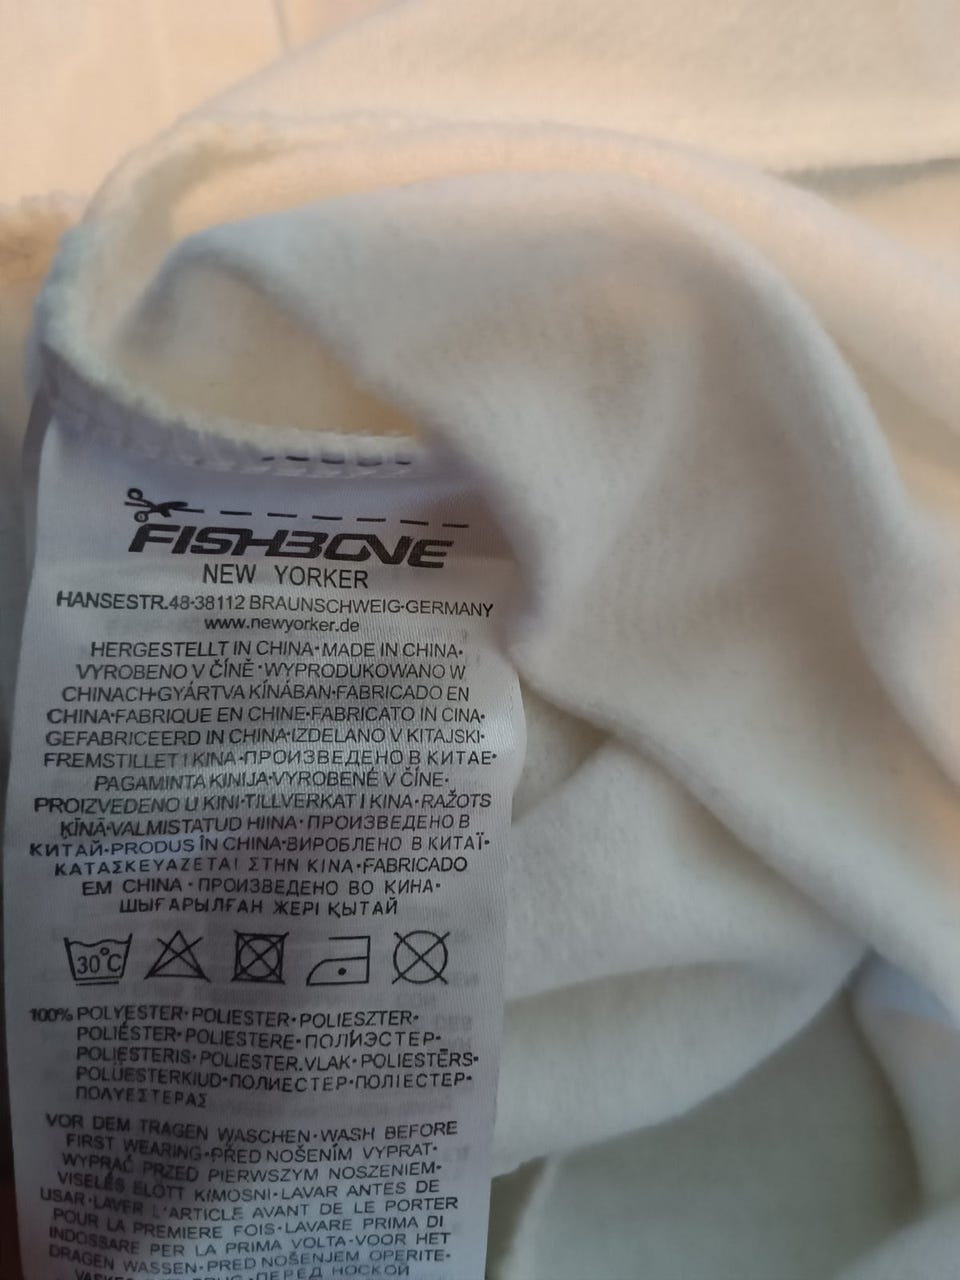 FISHBONE
NEW YORKER
HANSESTR.48-38112 BRAUNSCHWEIG-GERMANY
www.newyorker.de
HERGESTELLT IN CHINA•MADE IN CHINA•
VYROBENO V ČÍNĚ•WYPRODUKOWANO W
CHINACH•GYÁRTVA KÍNÁBAN•FABRICADO EN
CHINA•FABRIQUE EN CHINE•FABRICATO IN CINA•
GEFABRICEERD IN CHINA•IZDELANO V KITAJSKI•
FREMSTILLET I KINA•ПРОИЗВЕДЕНО В КИТАЕ•
PAGAMINTA KINIJA•VYROBENÉ V ČÍNE•
PROIZVEDENO U KINI•TILLVERKAT I KINA•RAŽOTS
ĶĪNĀ•VALMISTATUD HIINA•ПРОИЗВЕДЕНО В
КИТАЙ•PRODUS ÎN CHINA•ВИРОБЛЕНО В КИТАЇ•
ΚΑΤΑΣΚΕΥΑΖΕΤΑΙ ΣΤΗΝ ΚΙΝΑ•FABRICADO
EM CHINA•ПРОИЗВЕДЕНО ВО КИНА•
ШЫҒАРЫЛҒАН ЖЕРІ ҚЫТАЙ
30°C
100% POLYESTER•POLIESTER•POLIESZTER•
POLIÉSTER•POLIESTERE•ПОЛИЭСТЕР•
POLIESTERIS•POLIESTER.VLAK•POLIESTĒRS•
POLÜESTERKIUD•ПОЛИЕСТЕР•ПОЛІЕСТЕР•
ΠΟΛΥΕΣΤΕΡΑΣ
VOR DEM TRAGEN WASCHEN•WASH BEFORE
FIRST WEARING•PŘED NOŠENÍM VYPRAT•
WYPRAĆ PRZED PIERWSZYM NOSZENIEM•
VISELÉS ELŐTT KIMOSNI•LAVAR ANTES DE
USAR•LAVER L'ARTICLE AVANT DE LE PORTER
POUR LA PREMIERE FOIS•LAVARE PRIMA DI
INDOSSARE PER LA PRIMA VOLTA•VOOR HET
DRAGEN WASSEN•PRED NOŠENJEM OPERITE•
ПЕРЕД НОСКОЙ